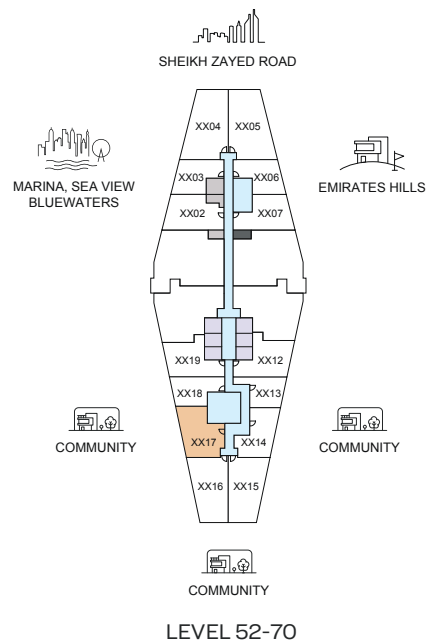 SHEIKH ZAYED ROAD
XX04 XX05
MARINA, SEA VIEW
BLUEWATERS
XX03 XX06
EMIRATES HILLS
XX02 XX07
XX19 XX12
XX18 XX13
COMMUNITY
XX17 XX14
COMMUNITY
XX16 XX15
COMMUNITY
LEVEL 52-70